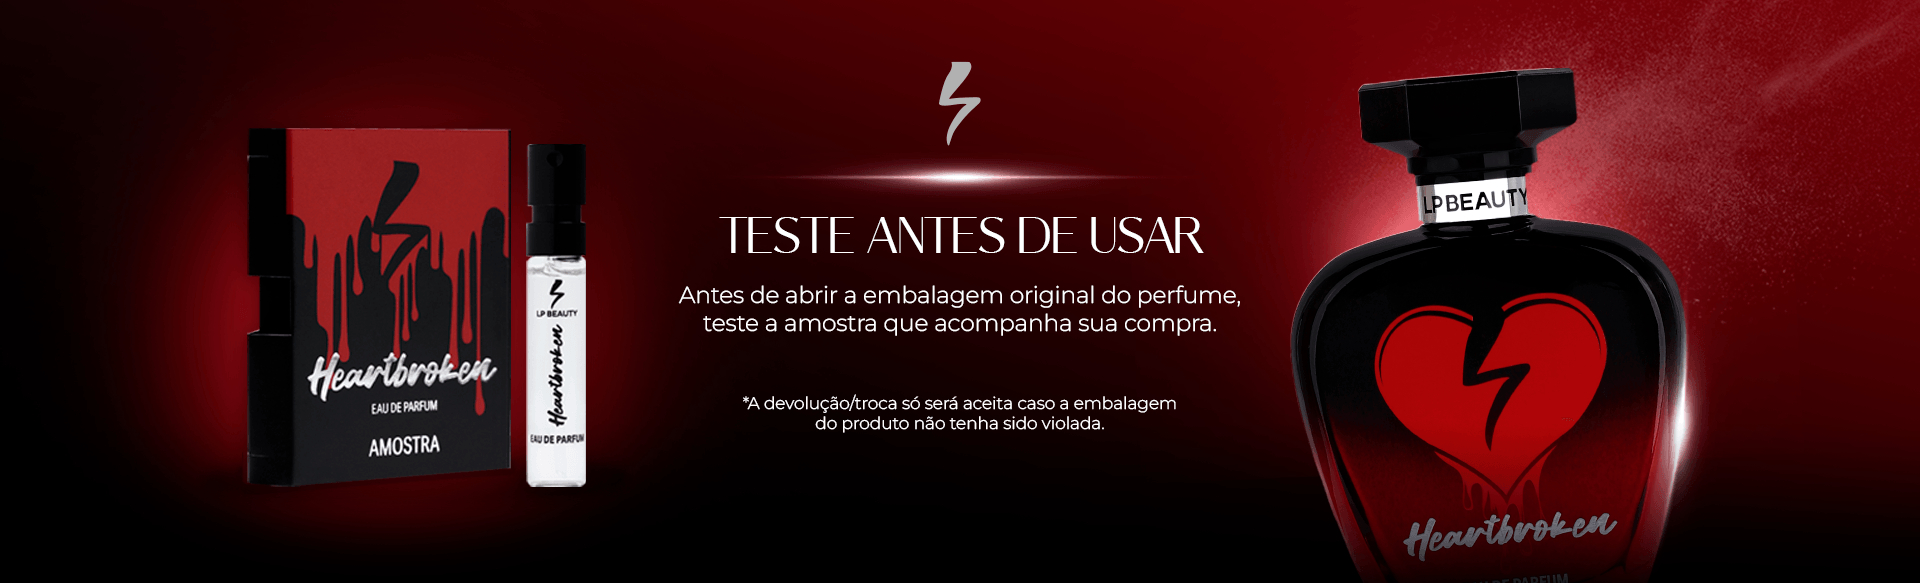 Heartbroken
EAU DE PARFUM
AMOSTRA
LP BEAUTY
Heartbroken
EAU DE PARFUM
TESTE ANTES DE USAR
Antes de abrir a embalagem original do perfume,
teste a amostra que acompanha sua compra.
*A devolução/troca só será aceita caso a embalagem
do produto não tenha sido violada.
LPBEAUTY
Heartbroken
DE PARFUM